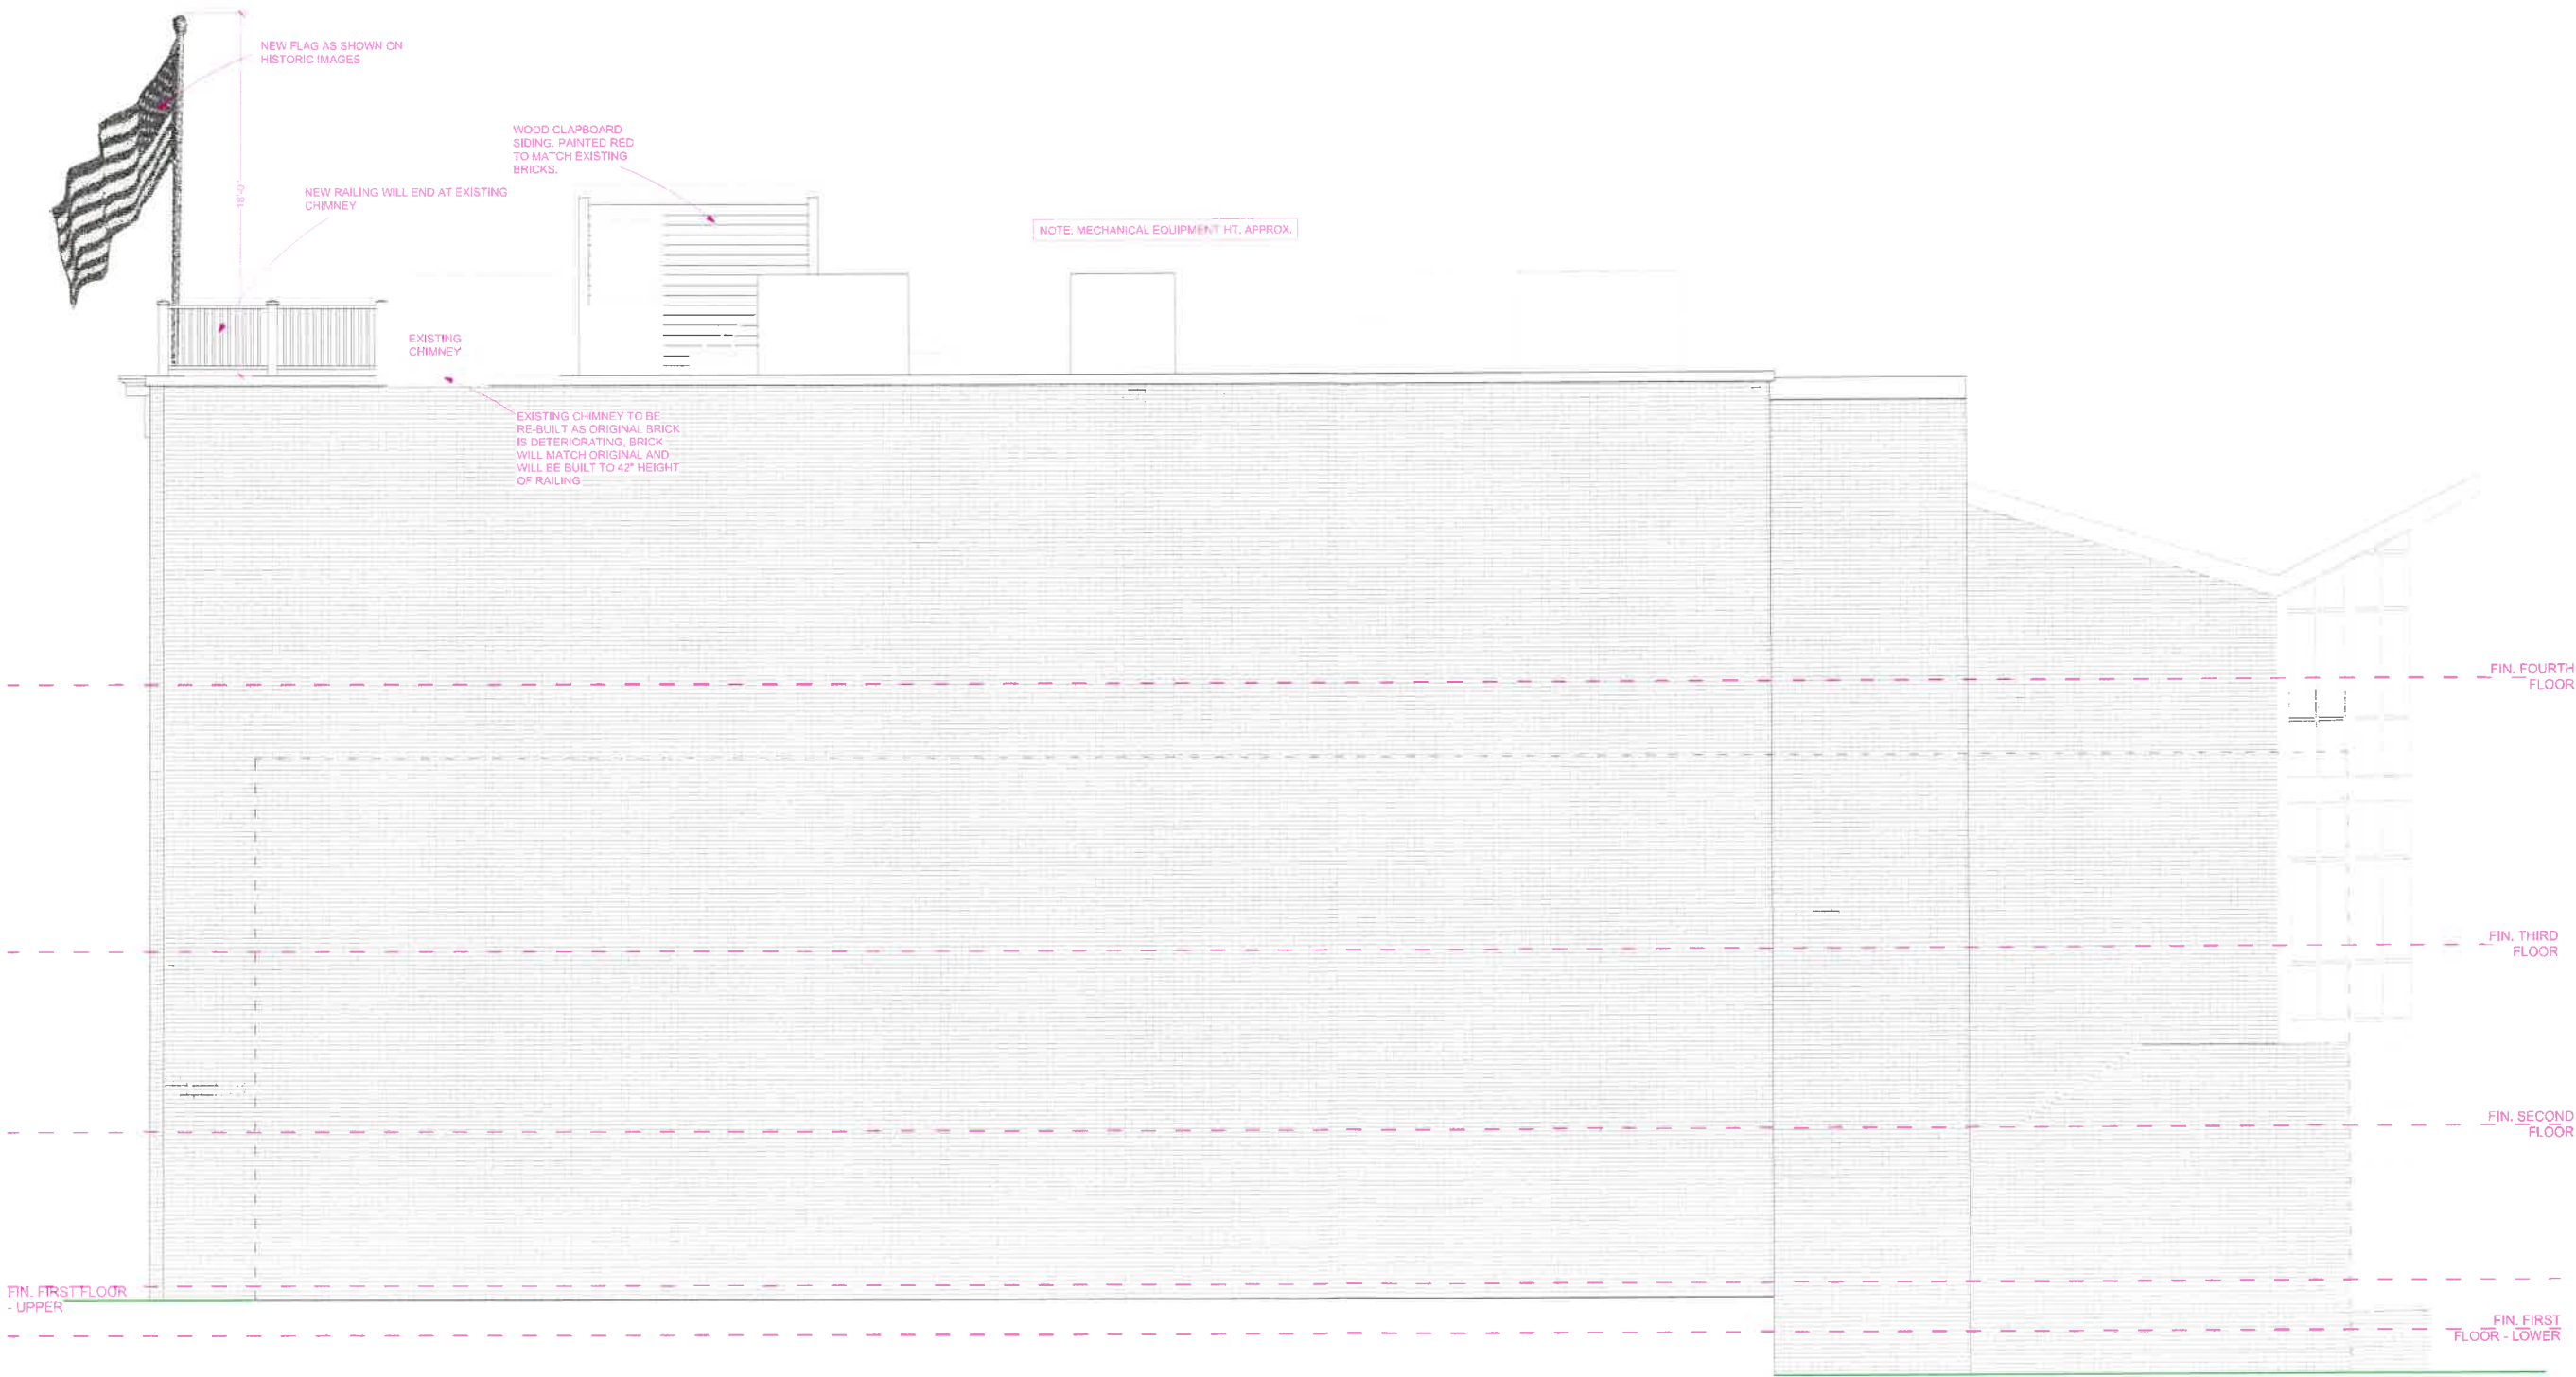 NEW FLAG AS SHOWN ON
HISTORIC IMAGES
WOOD CLAPBOARD
SIDING. PAINTED RED
TO MATCH EXISTING
BRICKS.
NEW RAILING WILL END AT EXISTING
CHIMNEY
NOTE: MECHANICAL EQUIPMENT HT. APPROX.
EXISTING
CHIMNEY
EXISTING CHIMNEY TO BE
RE-BUILT AS ORIGINAL BRICK
IS DETERIORATING, BRICK
WILL MATCH ORIGINAL AND
WILL BE BUILT TO 42" HEIGHT
OF RAILING
FIN. FOURTH
FLOOR
FIN. THIRD
FLOOR
FIN. SECOND
FLOOR
FIN. FIRST FLOOR
- UPPER
FIN. FIRST
FLOOR - LOWER